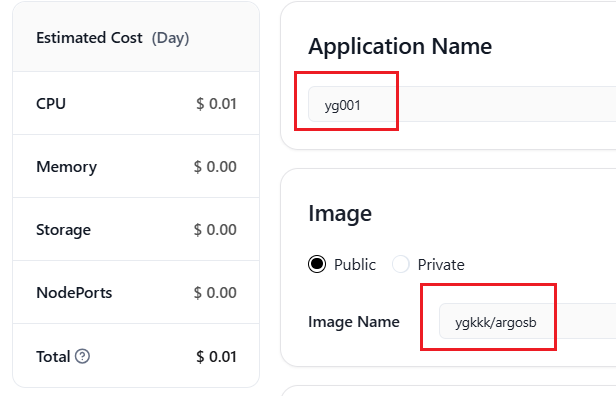 Estimated Cost (Day)
CPU $ 0.01
Memory $ 0.00
Storage $ 0.00
NodePorts $ 0.00
Total ? $ 0.01
Application Name
yg001
Image
Public Private
Image Name ygkkk/argosb